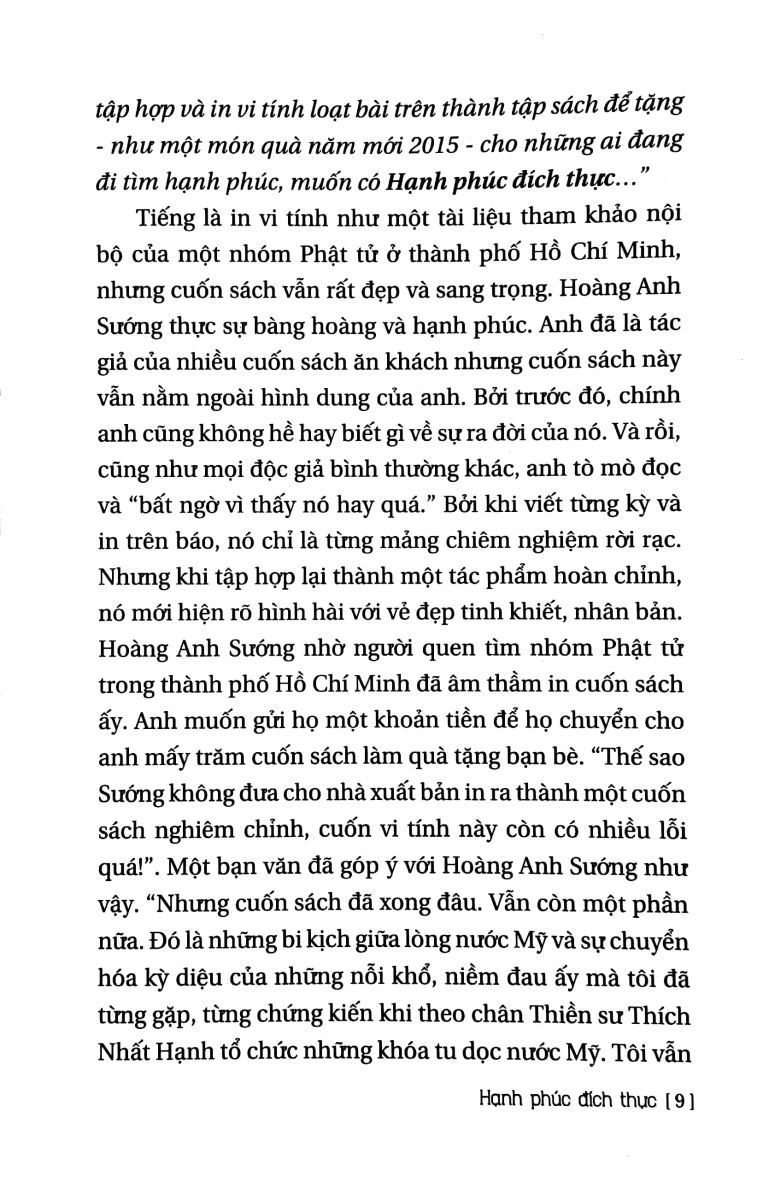 tập hợp và in vi tính loạt bài trên thành tập sách để tặng
- như một món quà năm mới 2015 - cho những ai đang
đi tìm hạnh phúc, muốn có Hạnh phúc đích thực...”
Tiếng là in vi tính như một tài liệu tham khảo nội
bộ của một nhóm Phật tử ở thành phố Hồ Chí Minh,
nhưng cuốn sách vẫn rất đẹp và sang trọng. Hoàng Anh
Sướng thực sự bàng hoàng và hạnh phúc. Anh đã là tác
giả của nhiều cuốn sách ăn khách nhưng cuốn sách này
vẫn nằm ngoài hình dung của anh. Bởi trước đó, chính
anh cũng không hề hay biết gì về sự ra đời của nó. Và rồi,
cũng như mọi độc giả bình thường khác, anh tò mò đọc
và “bất ngờ vì thấy nó hay quá.” Bởi khi viết từng kỳ và
in trên báo, nó chỉ là từng mảng chiêm nghiệm rời rạc.
Nhưng khi tập hợp lại thành một tác phẩm hoàn chỉnh,
nó mới hiện rõ hình hài với vẻ đẹp tinh khiết, nhân bản.
Hoàng Anh Sướng nhờ người quen tìm nhóm Phật tử
trong thành phố Hồ Chí Minh đã âm thầm in cuốn sách
ấy. Anh muốn gửi họ một khoản tiền để họ chuyển cho
anh mấy trăm cuốn sách làm quà tặng bạn bè. “Thế sao
Sướng không đưa cho nhà xuất bản in ra thành một cuốn
sách nghiêm chỉnh, cuốn vi tính này còn có nhiều lỗi
quá!”. Một bạn văn đã góp ý với Hoàng Anh Sướng như
vậy. “Nhưng cuốn sách đã xong đâu. Vẫn còn một phần
nữa. Đó là những bi kịch giữa lòng nước Mỹ và sự chuyển
hóa kỳ diệu của những nỗi khổ, niềm đau ấy mà tôi đã
từng gặp, từng chứng kiến khi theo chân Thiền sư Thích
Nhất Hạnh tổ chức những khóa tu dọc nước Mỹ. Tôi vẫn
Hạnh phúc đích thực [9]